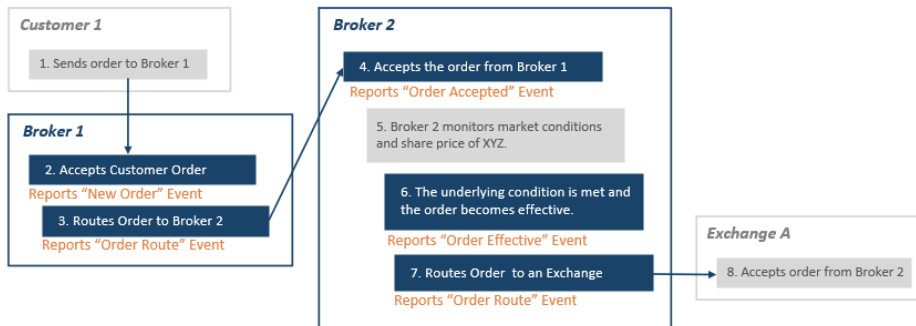 Customer 1
1. Sends order to Broker 1
Broker 1
2. Accepts Customer Order
Reports “New Order” Event
3. Routes Order to Broker 2
Reports “Order Route” Event
Broker 2
4. Accepts the order from Broker 1
Reports “Order Accepted” Event
5. Broker 2 monitors market conditions
and share price of XYZ.
6. The underlying condition is met and
the order becomes effective.
Reports “Order Effective” Event
7. Routes Order to an Exchange
Reports “Order Route” Event
Exchange A
8. Accepts order from Broker 2